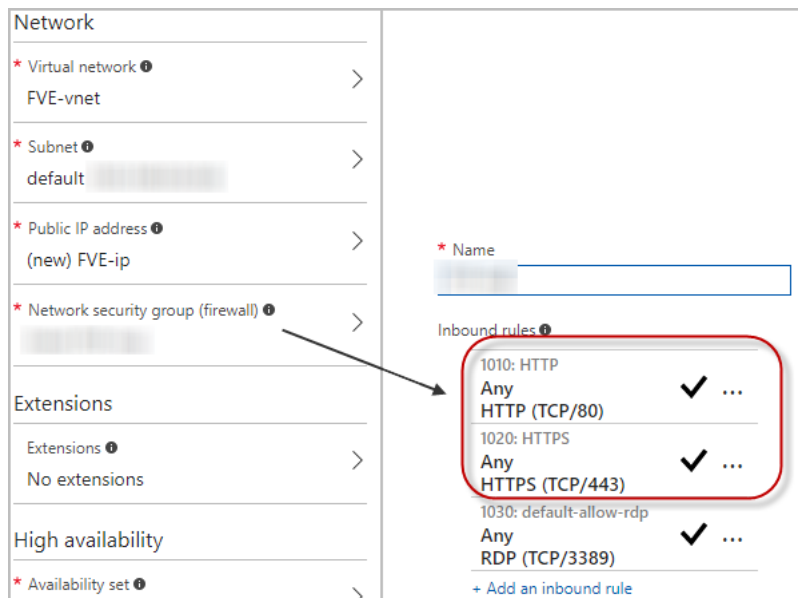 Network
* Virtual network
FVE-vnet
* Subnet
default
* Public IP address
(new) FVE-ip
* Network security group (firewall)
Extensions
Extensions
No extensions
High availability
* Availability set
* Name
Inbound rules
1010: HTTP
Any
HTTP (TCP/80)
...
1020: HTTPS
Any
HTTPS (TCP/443)
...
1030: default-allow-rdp
Any
RDP (TCP/3389)
...
+ Add an inbound rule